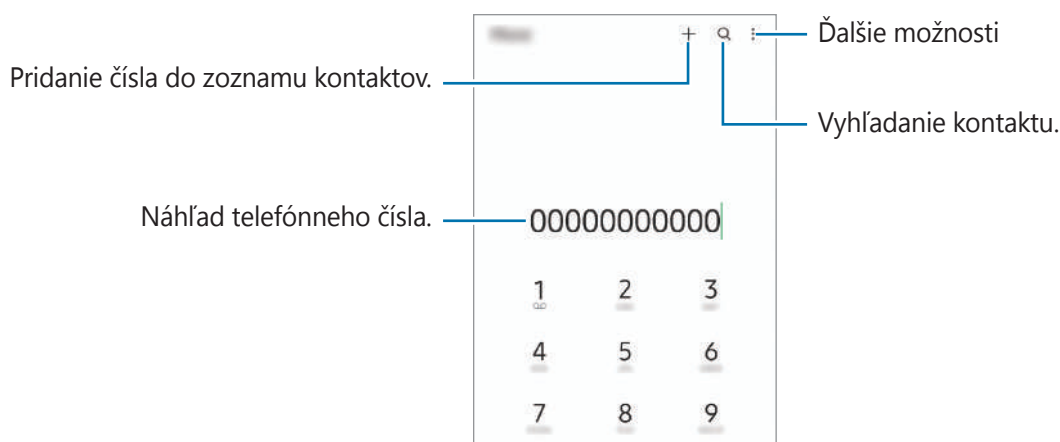 Ďalšie možnosti
Pridanie čísla do zoznamu kontaktov.
Vyhľadanie kontaktu.
Náhľad telefónneho čísla.
00000000000
1 2 3
4 5 6
7 8 9